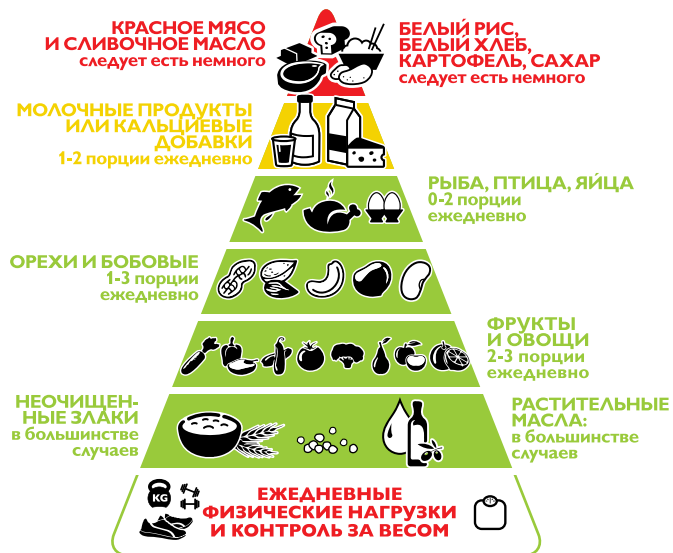 КРАСНОЕ МЯСО
И СЛИВОЧНОЕ МАСЛО
следует есть немного
БЕЛЫЙ РИС,
БЕЛЫЙ ХЛЕБ,
КАРТОФЕЛЬ, САХАР
следует есть немного
МОЛОЧНЫЕ ПРОДУКТЫ
ИЛИ КАЛЬЦИЕВЫЕ
ДОБАВКИ
1-2 порции ежедневно
РЫБА, ПТИЦА, ЯЙЦА
0-2 порции
ежедневно
ОРЕХИ И БОБОВЫЕ
1-3 порции
ежедневно
ФРУКТЫ
И ОВОЩИ
2-3 порции
ежедневно
НЕОЧИЩЕН-
НЫЕ ЗЛАКИ
в большинстве
случаев
РАСТИТЕЛЬНЫЕ
МАСЛА:
в большинстве
случаев
KG
ЕЖЕДНЕВНЫЕ
ФИЗИЧЕСКИЕ НАГРУЗКИ
И КОНТРОЛЬ ЗА ВЕСОМ